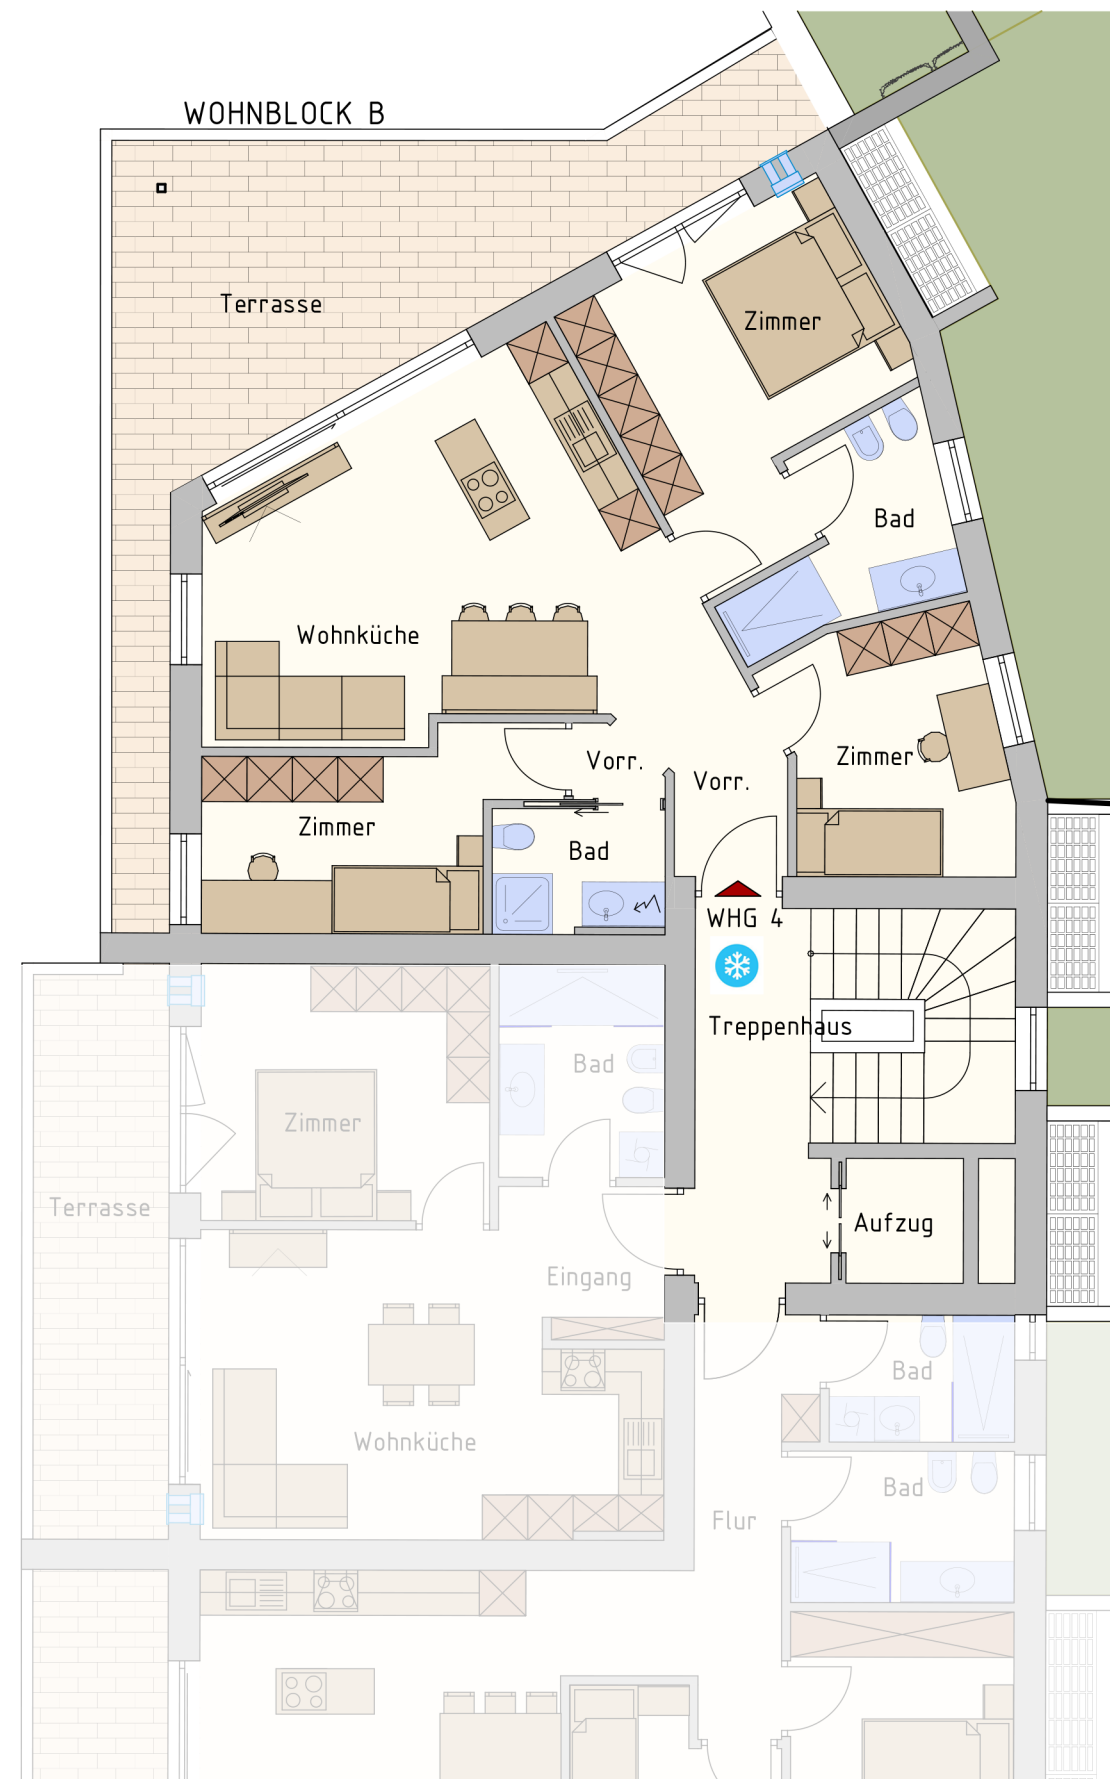 WOHNBLOCK B
Terrasse
Zimmer
Bad
Wohnküche
Vorr.
Vorr.
Zimmer
Zimmer
Bad
WHG 4
Treppenhaus
Bad
Zimmer
Terrasse
Aufzug
Eingang
Bad
Wohnküche
Bad
Flur